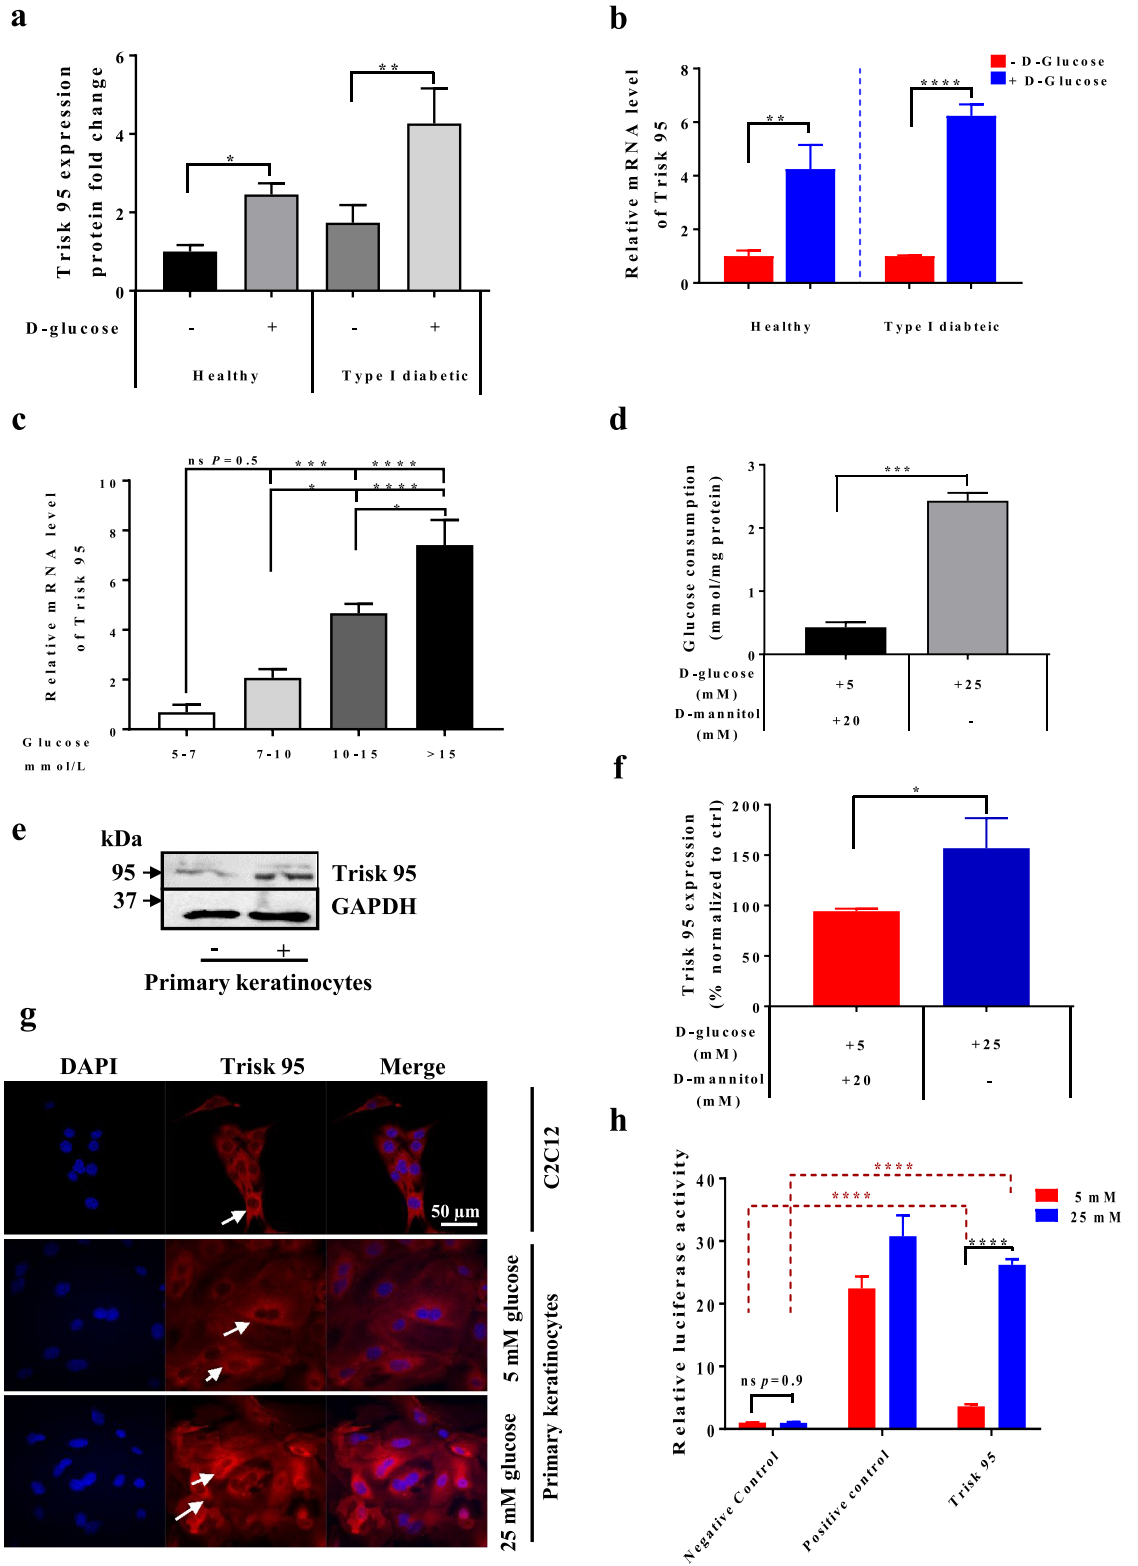 a
Trisk 95 expression
protein fold change
6
4
2
0
*
**
D-glucose
- + - +
Healthy Type I diabetic
b
- D-Glucose
+ D-Glucose
Relative mRNA level
of Trisk 95
8
6
4
2
0
**
****
Healthy Type I diabteic
c
ns P=0.5
*** ****
* ****
*
Relative mRNA level
of Trisk 95
10
8
6
4
2
0
Glucose
mmol/L
5-7 7-10 10-15 >15
d
Glucose consumption
(mmol/mg protein)
3
2
1
0
***
D-glucose
(mM)
+5 +25
D-mannitol
(mM)
+20 -
e
kDa
95
37
Trisk 95
GAPDH
- +
Primary keratinocytes
f
Trisk 95 expression
(% normalized to ctrl)
200
150
100
50
0
*
D-glucose
(mM)
+5 +25
D-mannitol
(mM)
+20 -
g
DAPI Trisk 95 Merge
50 µm
C2C12
5 mM glucose
25 mM glucose
Primary keratinocytes
h
Relative luciferase activity
40
30
20
10
0
****
****
****
ns p=0.9
5 mM
25 mM
Negative Control
Positive control
Trisk 95